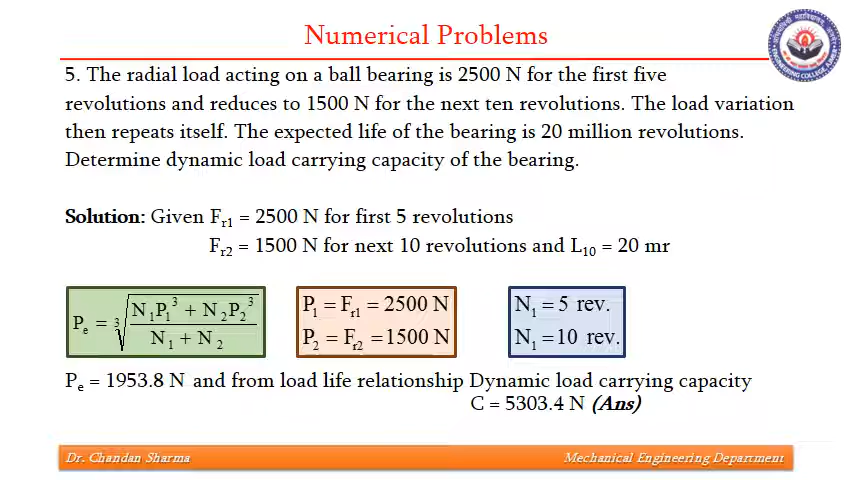 Numerical Problems
5. The radial load acting on a ball bearing is 2500 N for the first five
revolutions and reduces to 1500 N for the next ten revolutions. The load variation
then repeats itself. The expected life of the bearing is 20 million revolutions.
Determine dynamic load carrying capacity of the bearing.
Solution: Given Fr1 = 2500 N for first 5 revolutions
Fr2 = 1500 N for next 10 revolutions and L10 = 20 mr
Pe = ∛((N1P1³ + N2P2³) / (N1 + N2))
P1 = Fr1 = 2500 N
P2 = Fr2 = 1500 N
N1 = 5 rev.
N1 = 10 rev.
Pe = 1953.8 N and from load life relationship Dynamic load carrying capacity
C = 5303.4 N (Ans)
Dr. Chandan Sharma
Mechanical Engineering Department